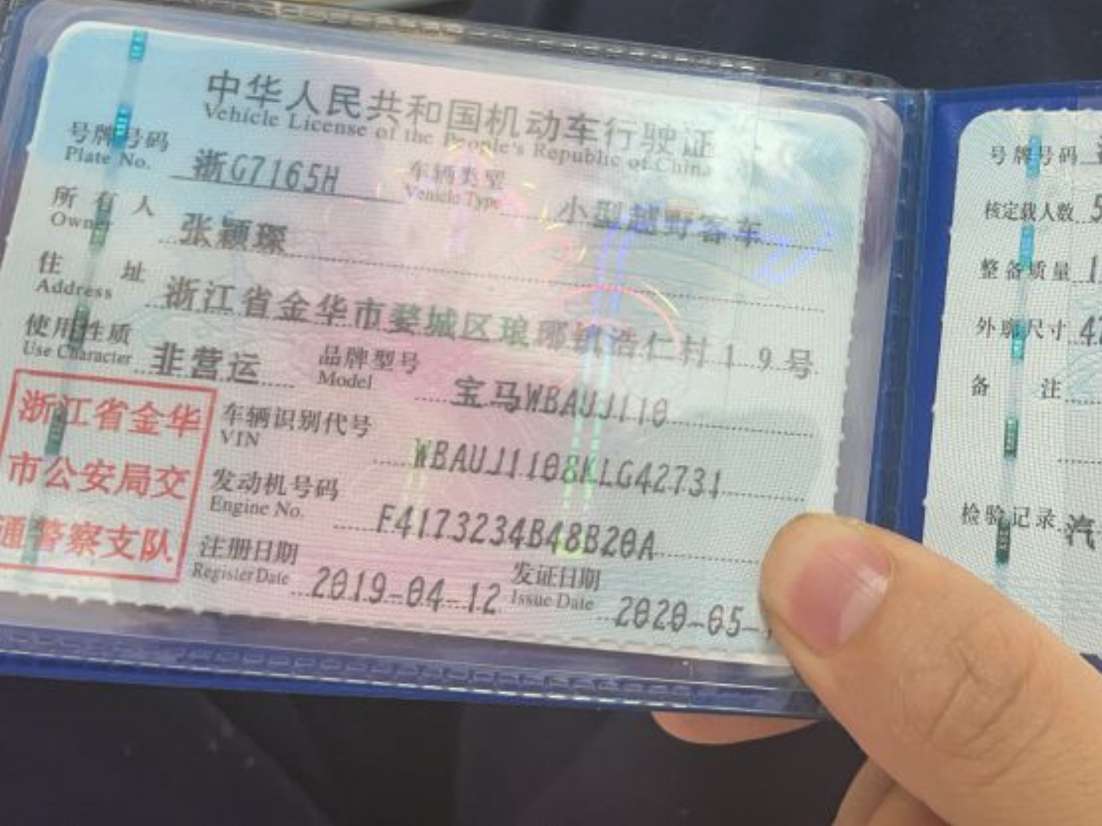 中华人民共和国机动车行驶证
Vehicle License of the People's Republic of China
号牌号码 浙G7165H 车辆类型 小型越野客车
Plate No. Vehicle Type
所有人 张颖琛
Owner
住址 浙江省金华市婺城区琅琊镇浩仁村19号
Address
使用性质 非营运 品牌型号 宝马WBAUJ110
Use Character Model
浙江省金华
市公安局交
通警察支队
车辆识别代号 WBAUJ1108KLG42731
VIN
发动机号码 F4173234B48B20A
Engine No.
注册日期 2019-04-12 发证日期 2020-05-
Register Date Issue Date
号牌号码
核定载人数 5
整备质量 1
外廓尺寸 47
备注
检验记录 汽